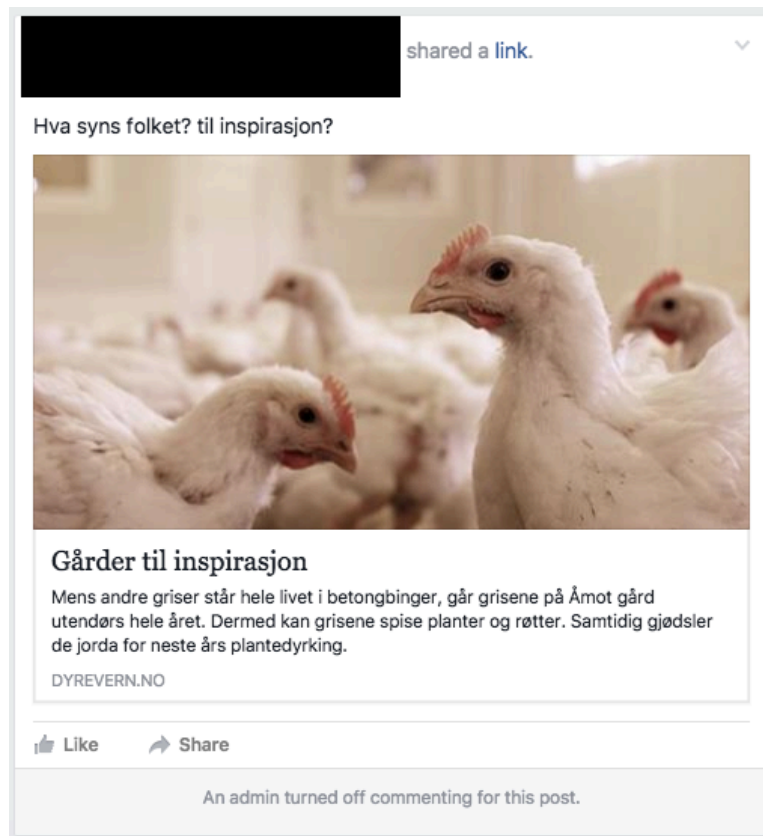 shared a link.
Hva syns folket? til inspirasjon?
Gårder til inspirasjon
Mens andre griser står hele livet i betongbinger, går grisene på Åmot gård
utendørs hele året. Dermed kan grisene spise planter og røtter. Samtidig gjødsler
de jorda for neste års plantedyrking.
DYREVERN.NO
Like Share
An admin turned off commenting for this post.